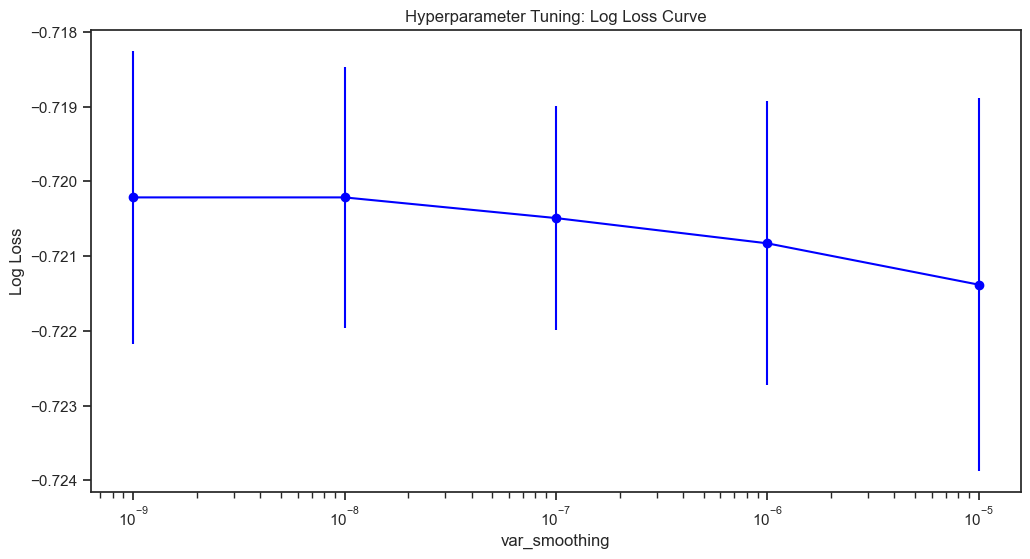 Hyperparameter Tuning: Log Loss Curve
Log Loss
−0.718
−0.719
−0.720
−0.721
−0.722
−0.723
−0.724
10⁻⁹ 10⁻⁸ 10⁻⁷ 10⁻⁶ 10⁻⁵
var_smoothing